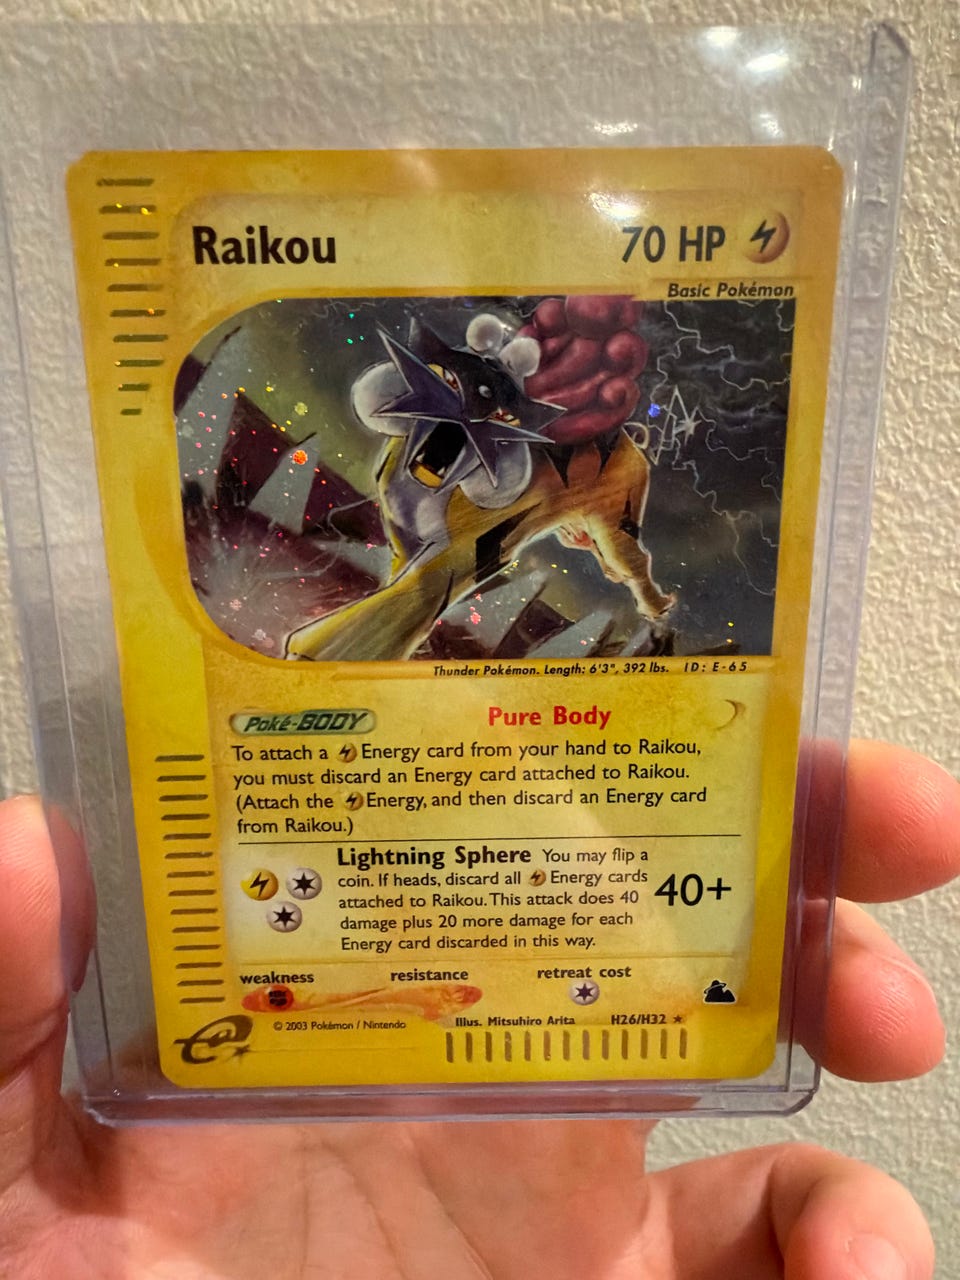 Raikou
70 HP
Basic Pokémon
Thunder Pokémon. Length: 6'3", 392 lbs. ID: E-65
Poké-BODY Pure Body
To attach a Energy card from your hand to Raikou,
you must discard an Energy card attached to Raikou.
(Attach the Energy, and then discard an Energy card
from Raikou.)
Lightning Sphere You may flip a
coin. If heads, discard all Energy cards
attached to Raikou. This attack does 40
damage plus 20 more damage for each
Energy card discarded in this way.
40+
weakness resistance retreat cost
© 2003 Pokémon / Nintendo
Illus. Mitsuhiro Arita H26/H32 ★
e